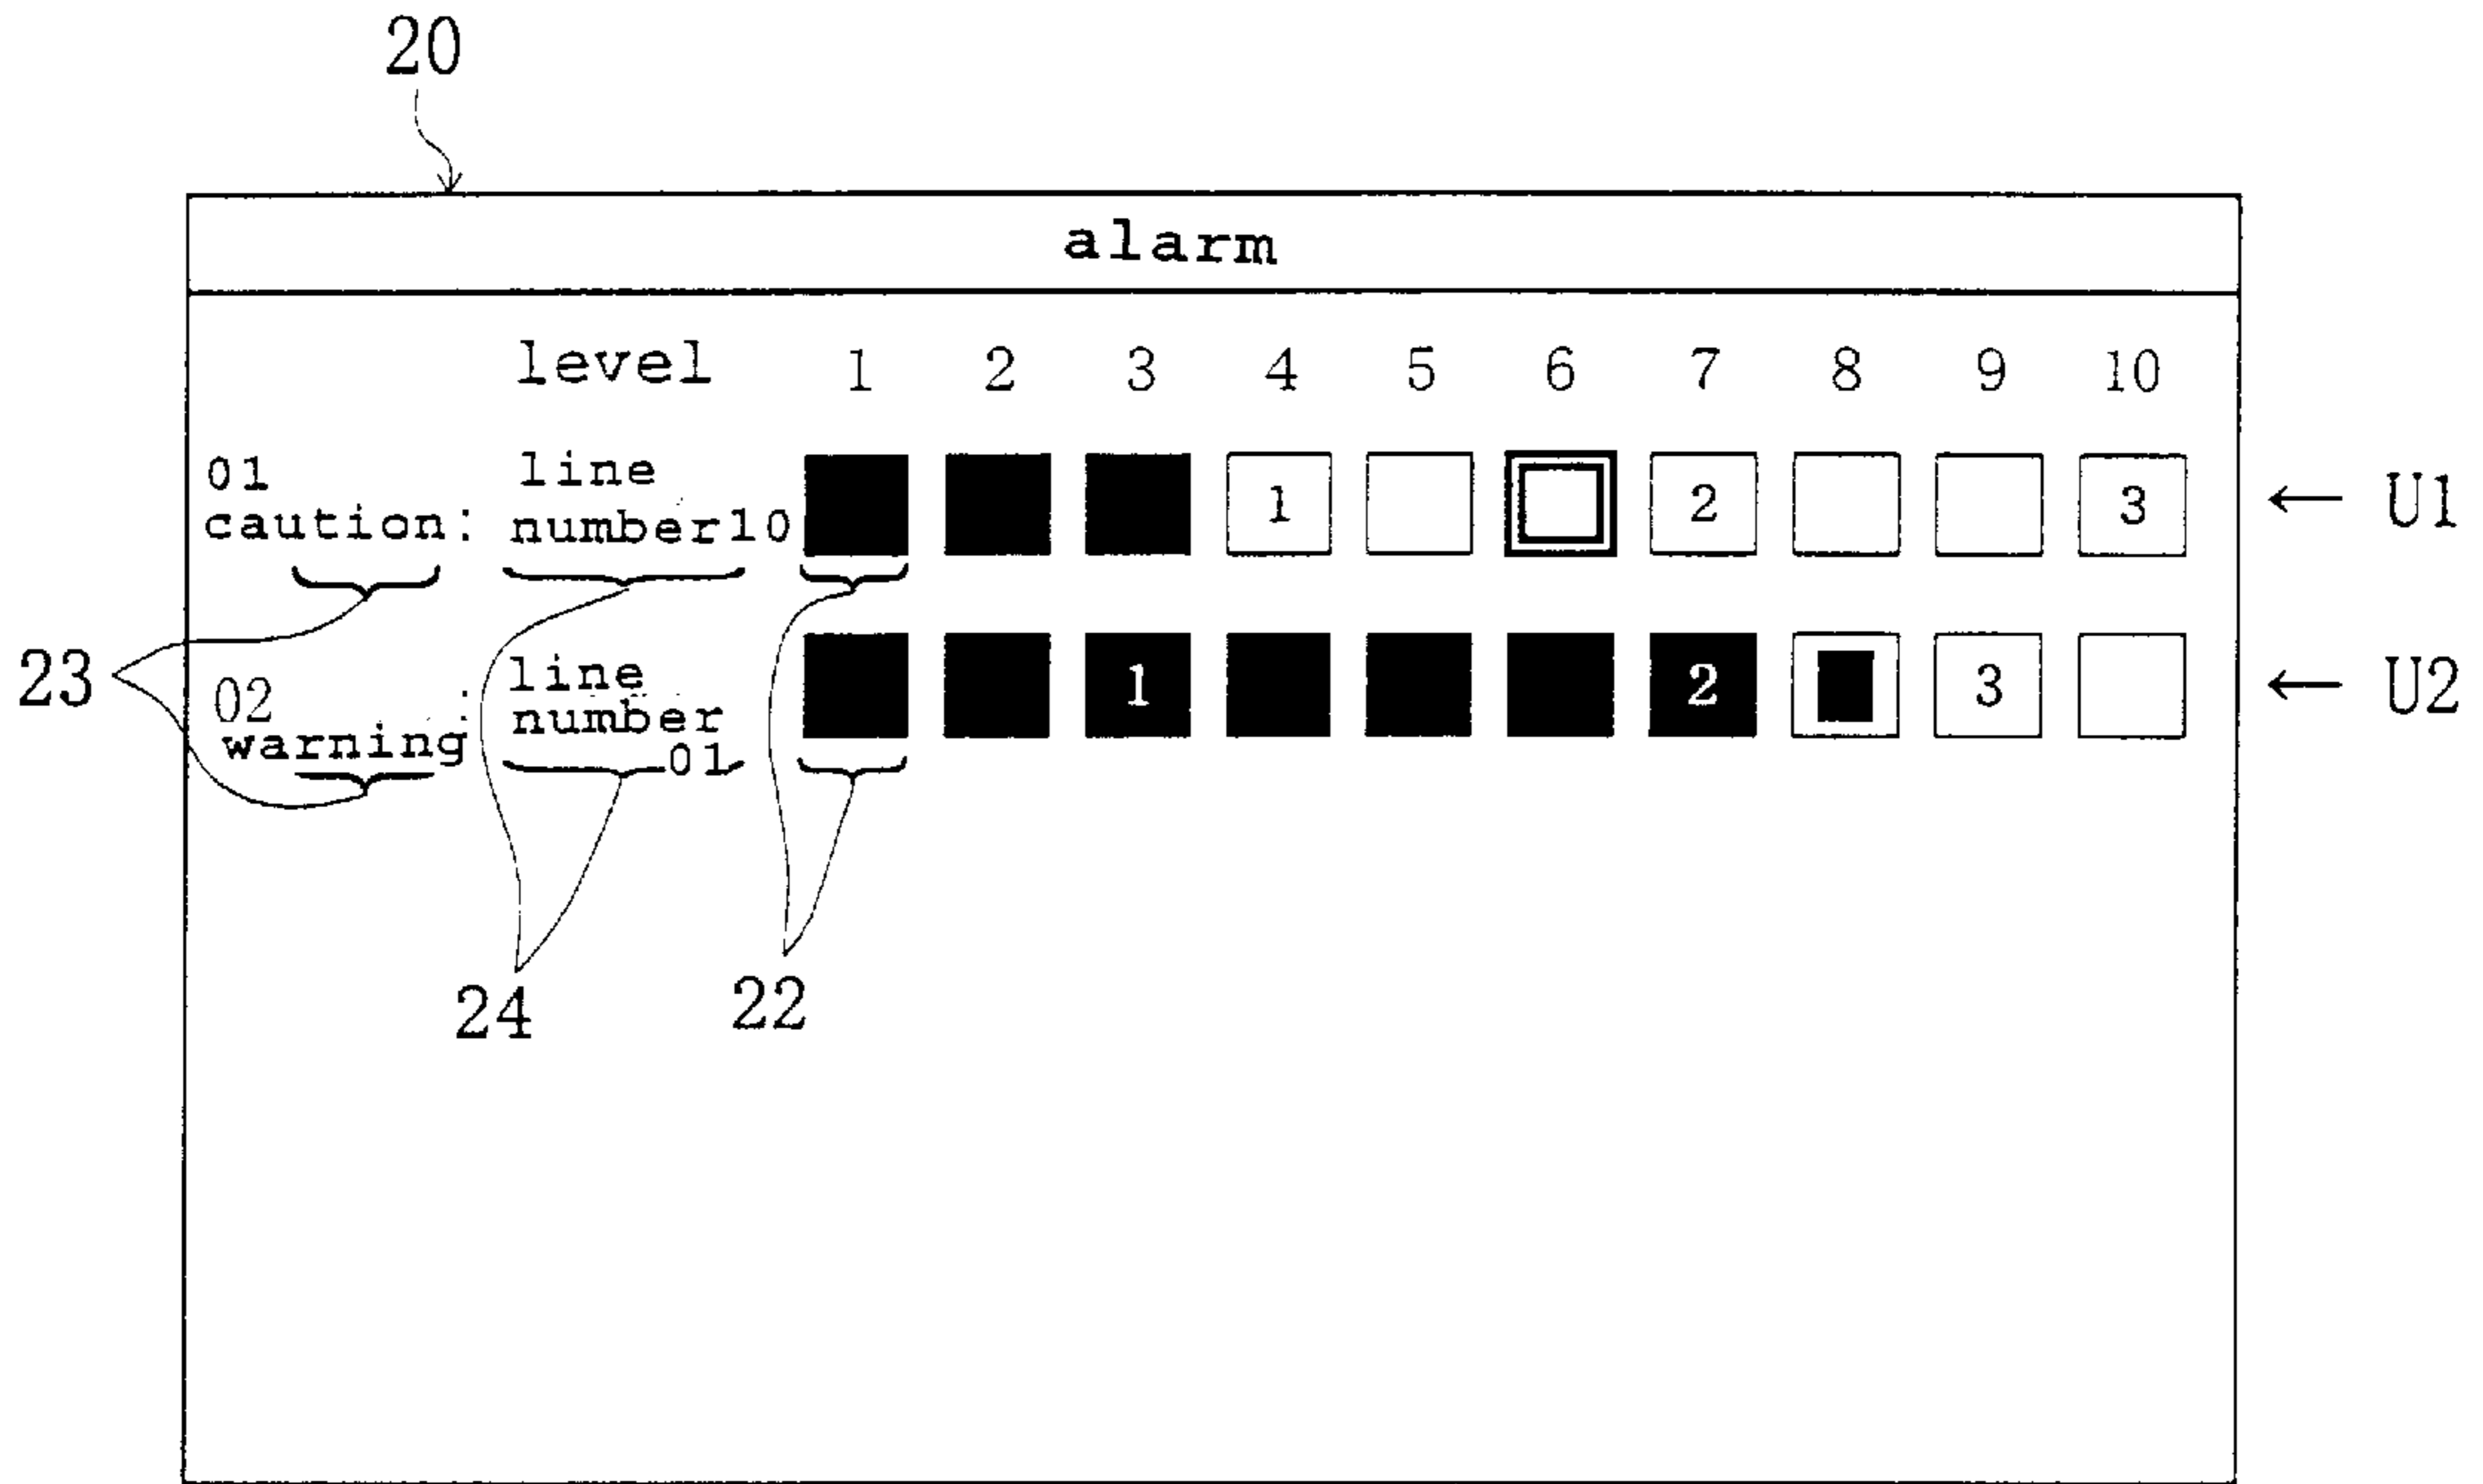 20
alarm
level 1 2 3 4 5 6 7 8 9 10
01
caution:
line
number10
1 2 3
← U1
23
02
warning
:
line
number
01
1 2 3
← U2
24
22